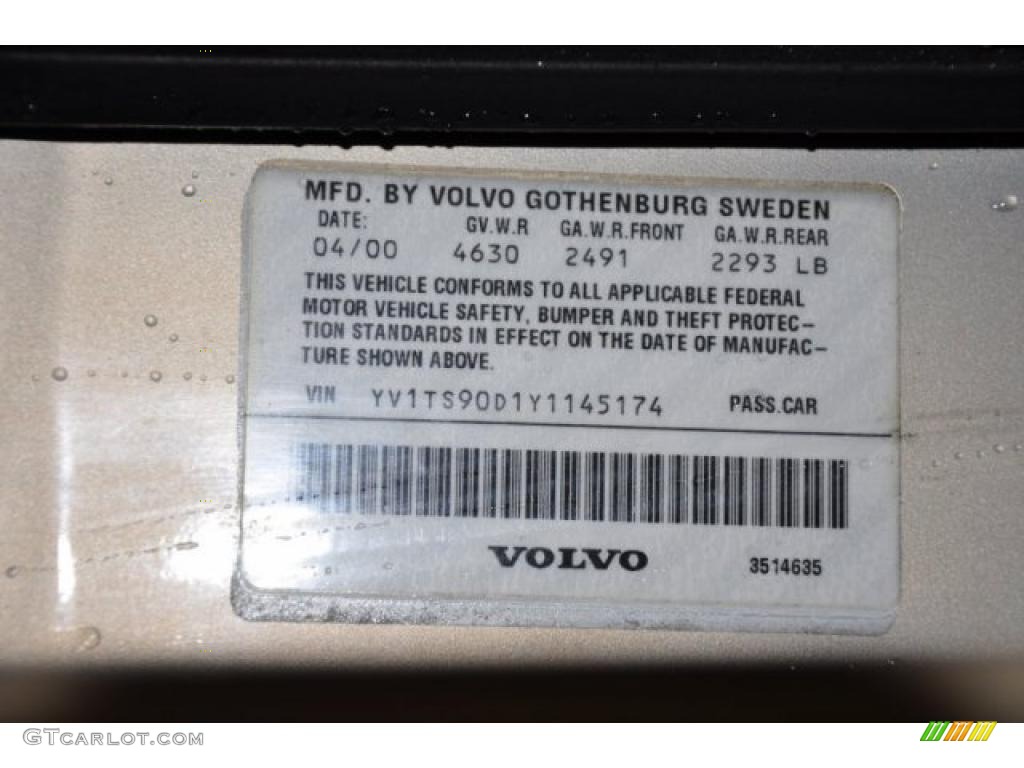 MFD. BY VOLVO GOTHENBURG SWEDEN
DATE: GV.W.R GA.W.R.FRONT GA.W.R.REAR
04/00 4630 2491 2293 LB
THIS VEHICLE CONFORMS TO ALL APPLICABLE FEDERAL
MOTOR VEHICLE SAFETY, BUMPER AND THEFT PROTEC–
TION STANDARDS IN EFFECT ON THE DATE OF MANUFAC–
TURE SHOWN ABOVE.
VIN YV1TS90D1Y1145174 PASS.CAR
VOLVO 3514635
GTCARLOT.COM